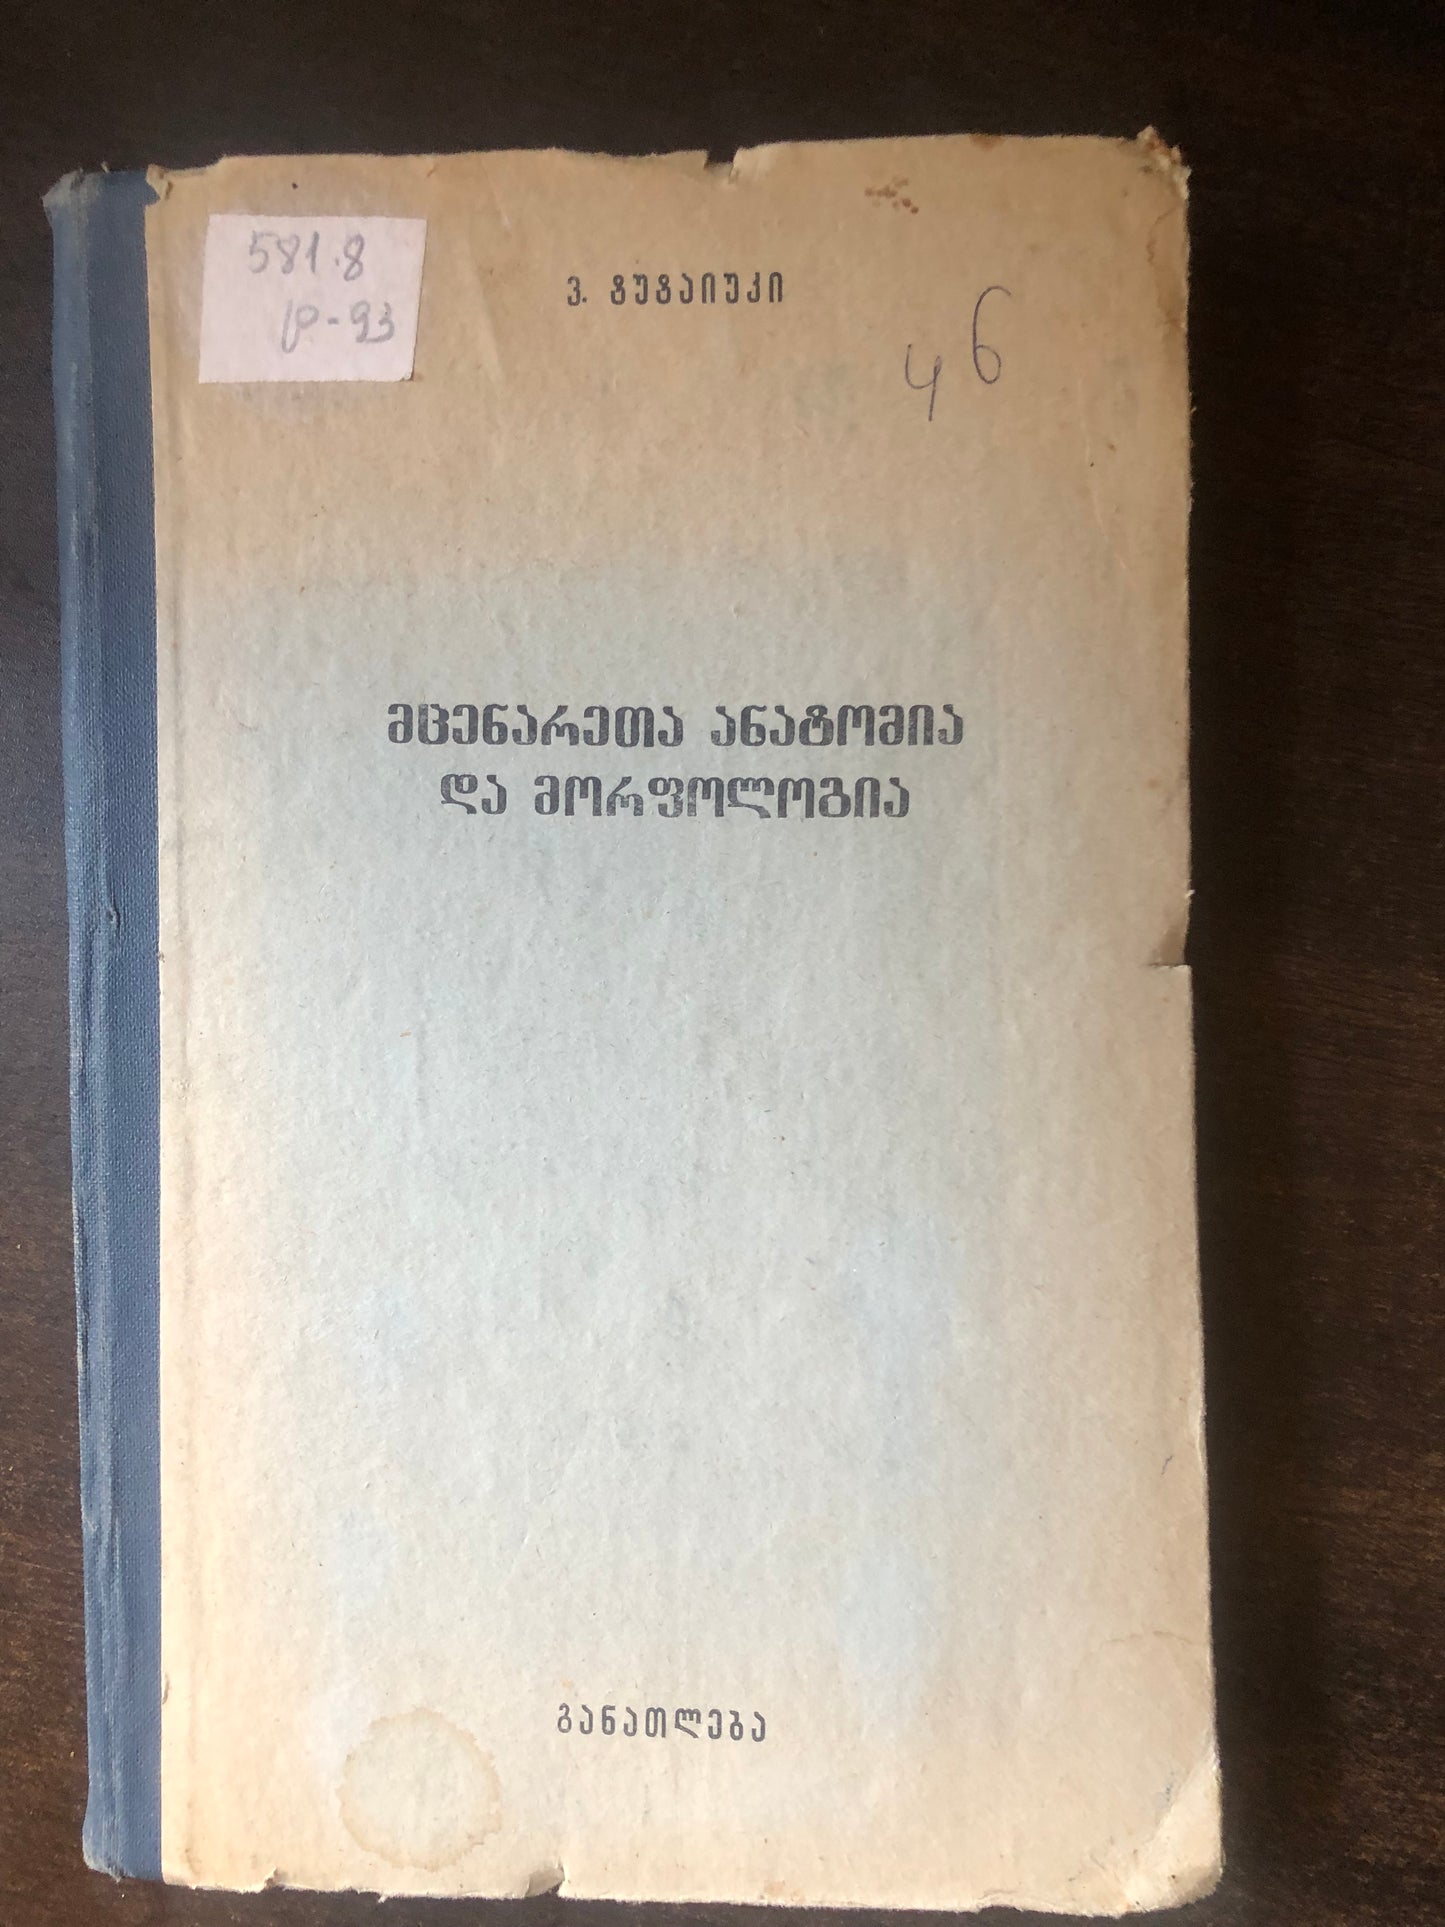 581.8
ტ-93
ვ. ტუტაიუკი
46
მცენარეთა ანატომია
და მორფოლოგია
განათლება